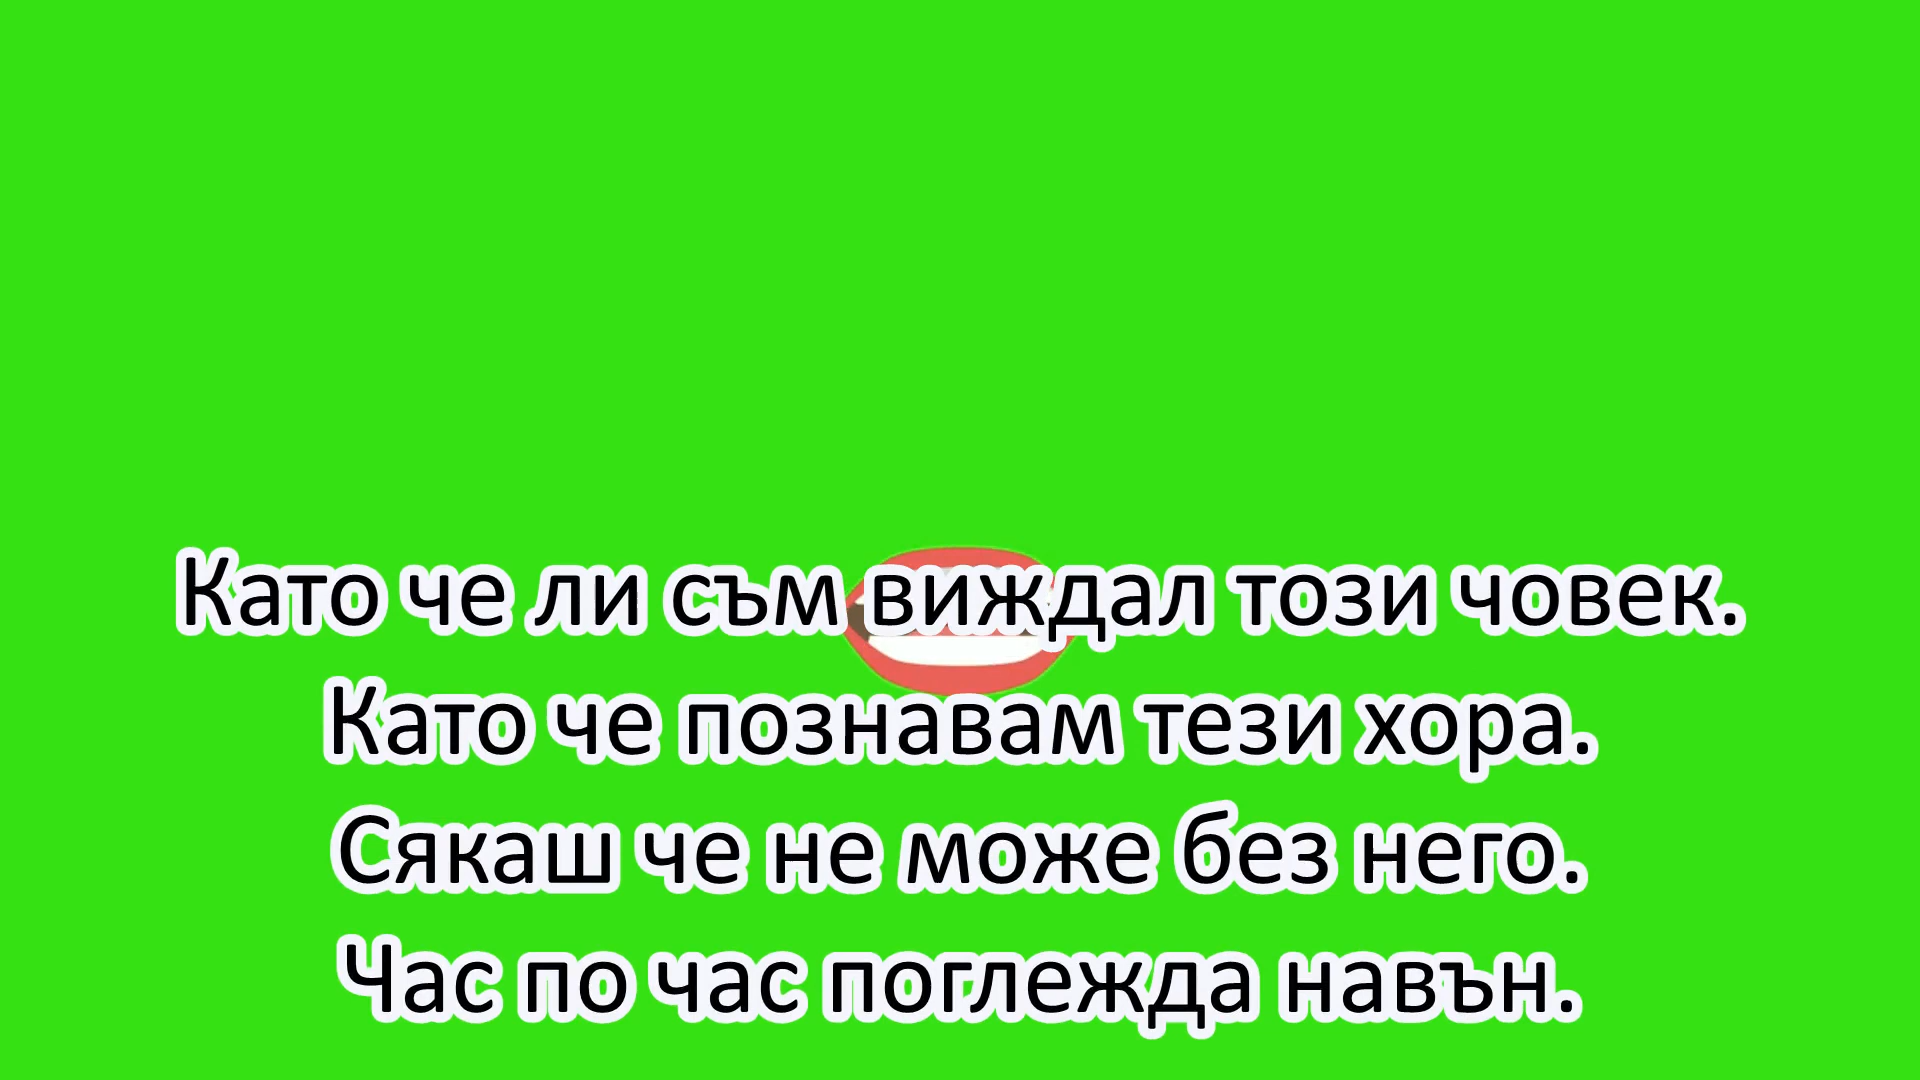 Като че ли съм виждал този човек.
Като че познавам тези хора.
Сякаш че не може без него.
Час по час поглежда навън.